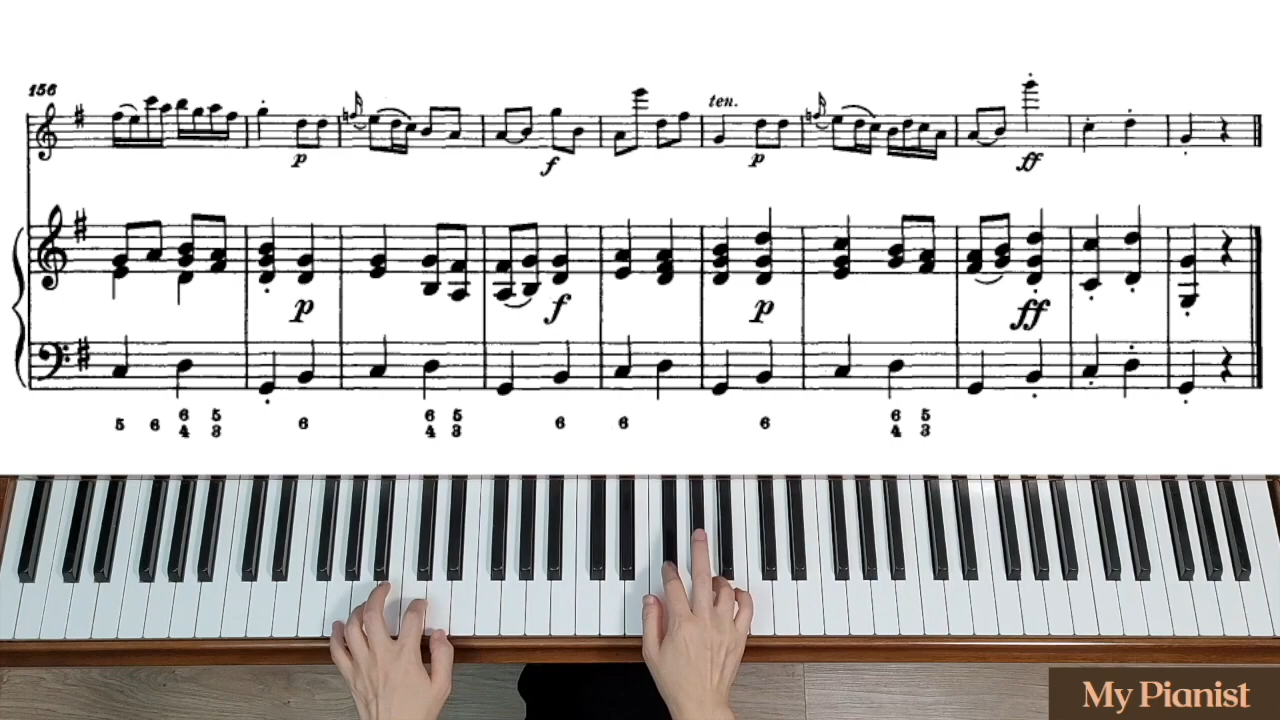 156
ten.
p f p ff
p f p ff
5 6 6 5 6 6 5 6 6 6 6 5
4 3 4 3 4 3
My Pianist